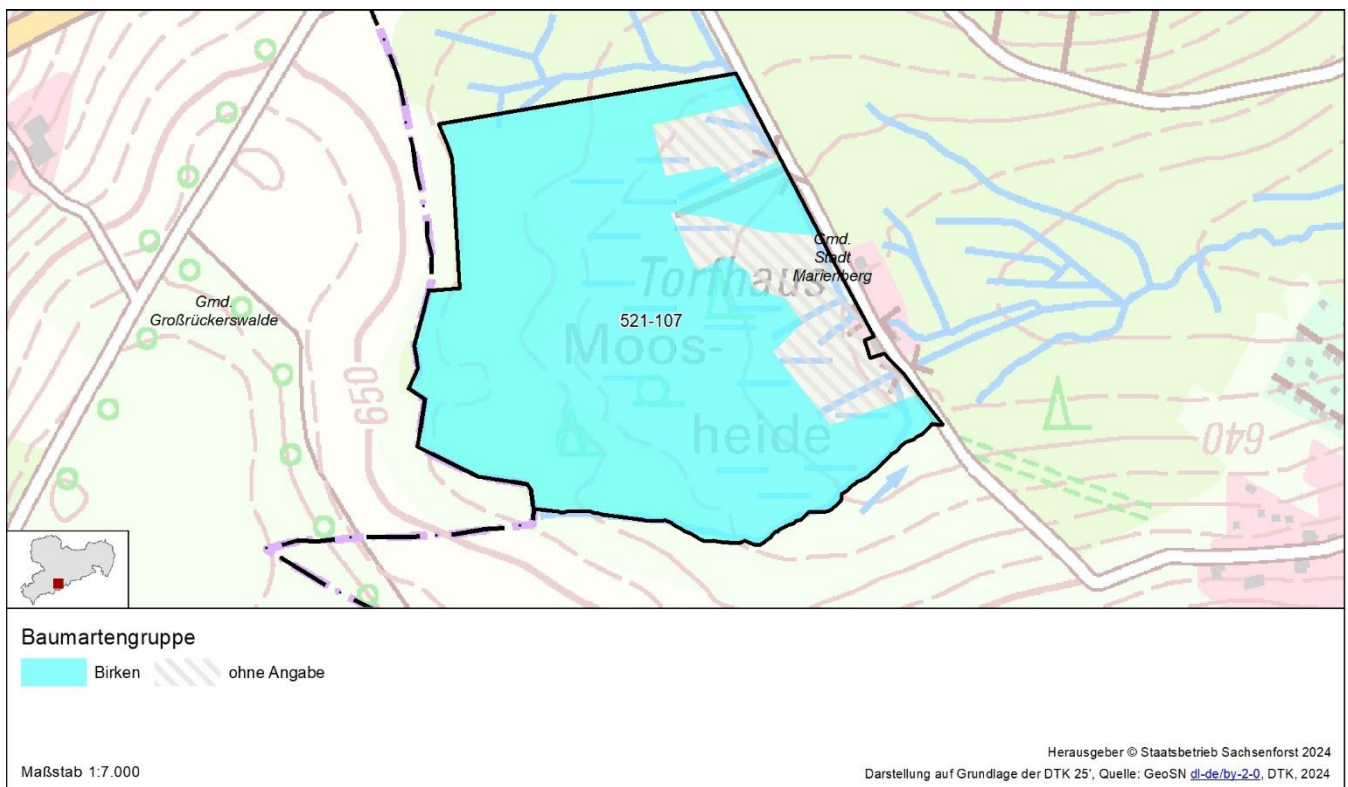 Gmd.
Stadt
Marienberg
Torfhaus
Gmd.
Großrückerswalde
521-107
Moos-
heide
650
640
Baumartengruppe
Birken
ohne Angabe
Maßstab 1:7.000
Herausgeber © Staatsbetrieb Sachsenforst 2024
Darstellung auf Grundlage der DTK 25', Quelle: GeoSN dl-de/by-2-0, DTK, 2024